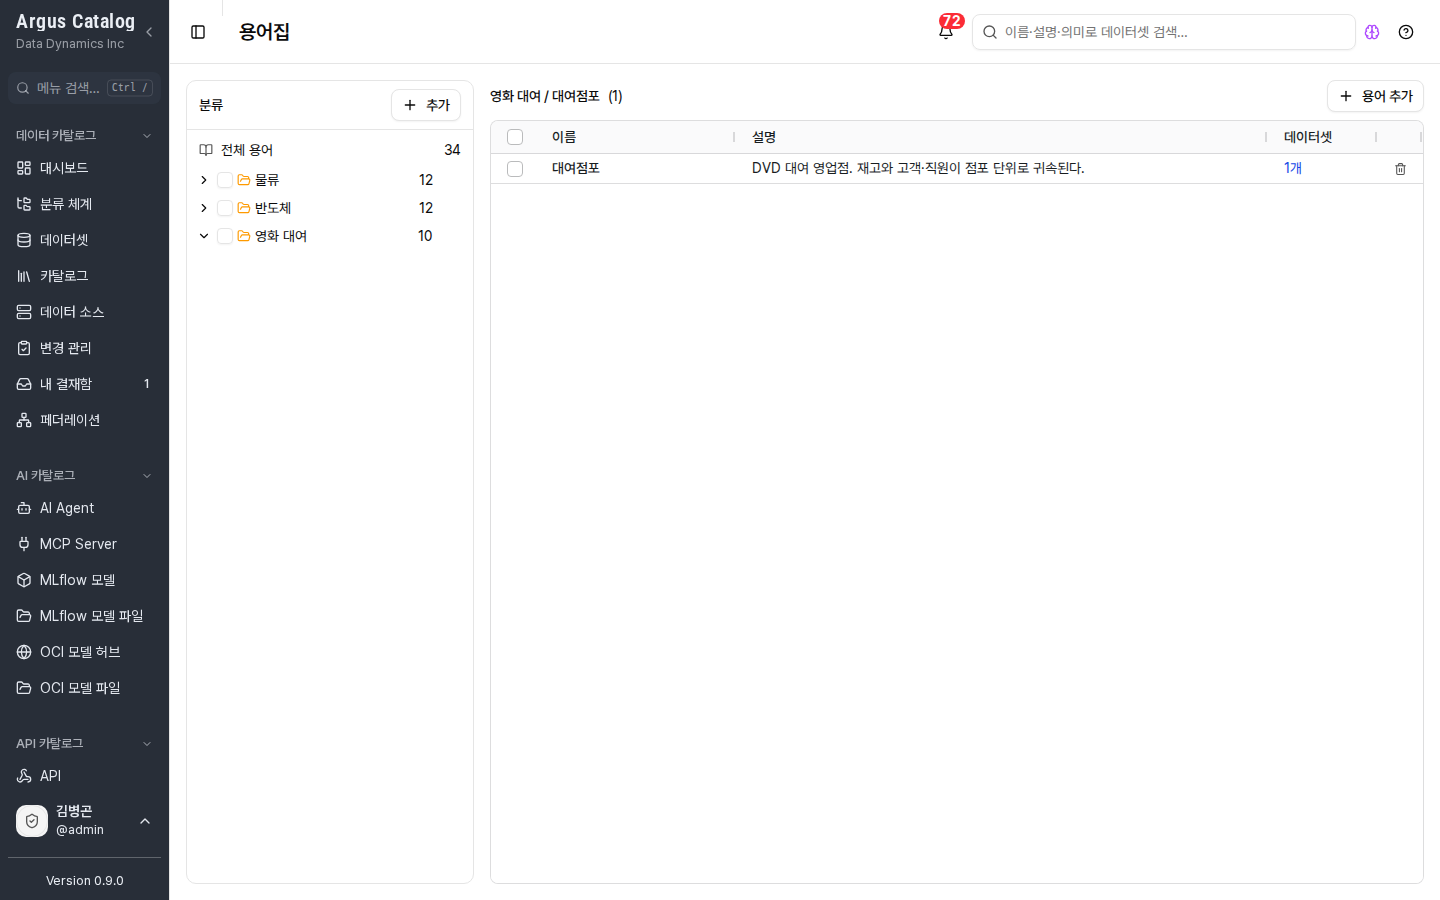 Argus Catalog
Data Dynamics Inc
메뉴 검색... Ctrl /
데이터 카탈로그
대시보드
분류 체계
데이터셋
카탈로그
데이터 소스
변경 관리
내 결재함 1
페더레이션
AI 카탈로그
AI Agent
MCP Server
MLflow 모델
MLflow 모델 파일
OCI 모델 허브
OCI 모델 파일
API 카탈로그
API
김병곤
@admin
Version 0.9.0
용어집
72
이름·설명·의미로 데이터셋 검색...
분류
추가
전체 용어 34
물류 12
반도체 12
영화 대여 10
영화 대여 / 대여점포 (1)
용어 추가
이름 설명 데이터셋
대여점포 DVD 대여 영업점. 재고와 고객·직원이 점포 단위로 귀속된다. 1개